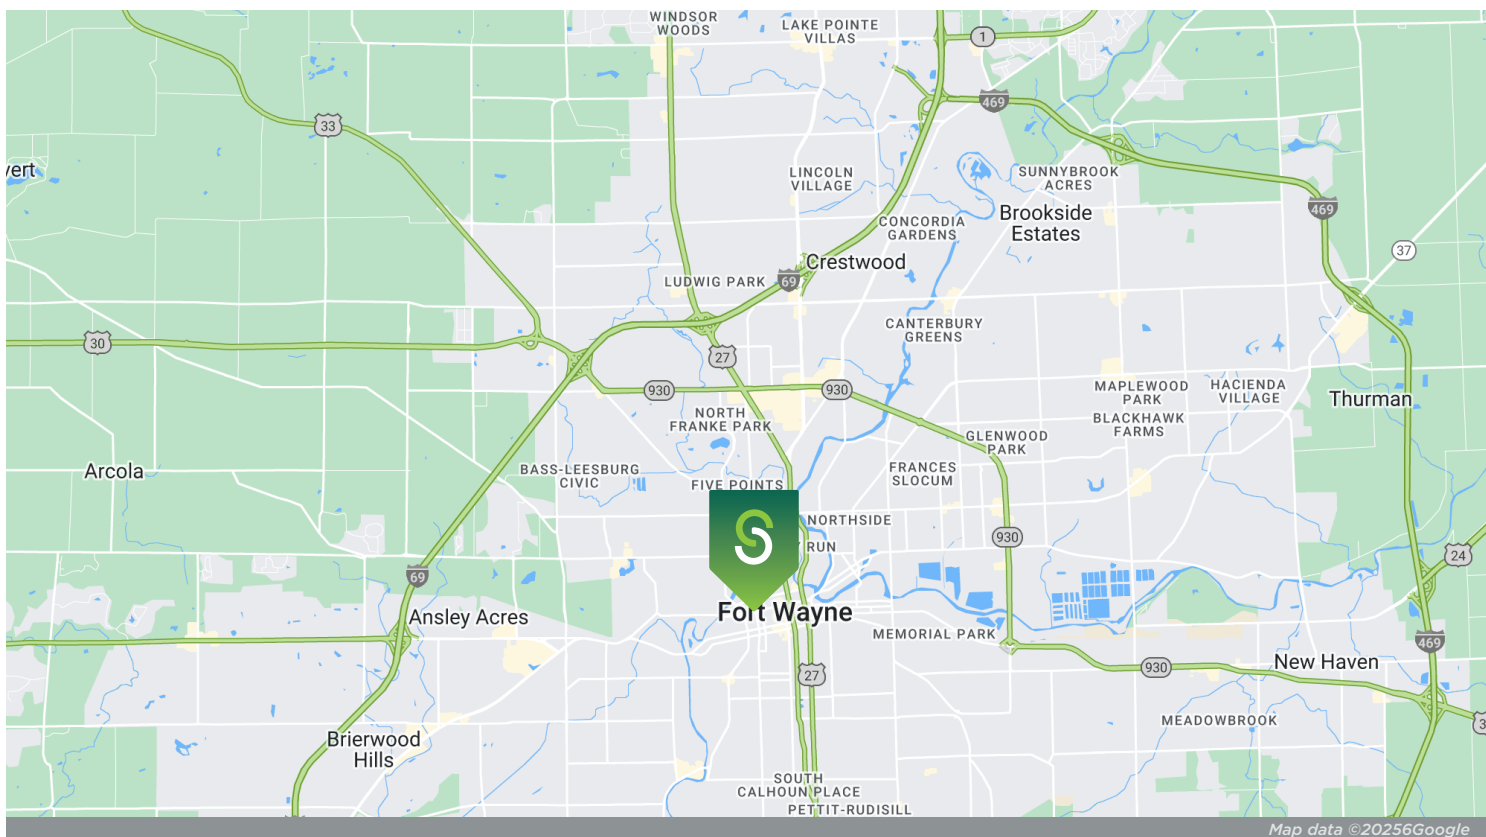 WINDSOR
WOODS
LAKE POINTE
VILLAS
1
469
33
vert
LINCOLN
VILLAGE
SUNNYBROOK
ACRES
469
Brookside
Estates
CONCORDIA
GARDENS
37
Crestwood
LUDWIG PARK
69
CANTERBURY
GREENS
30
27
930
930
MAPLEWOOD
PARK
HACIENDA
VILLAGE
Thurman
NORTH
FRANKE PARK
BLACKHAWK
FARMS
GLENWOOD
PARK
Arcola
BASS-LEESBURG
CIVIC
FRANCES
SLOCUM
FIVE POINTS
S
NORTHSIDE
930
RUN
24
69
Ansley Acres
Fort Wayne
MEMORIAL PARK
469
New Haven
930
27
MEADOWBROOK
3
Brierwood
Hills
SOUTH
CALHOUN PLACE
PETTIT-RUDISILL
Map data ©20256Google